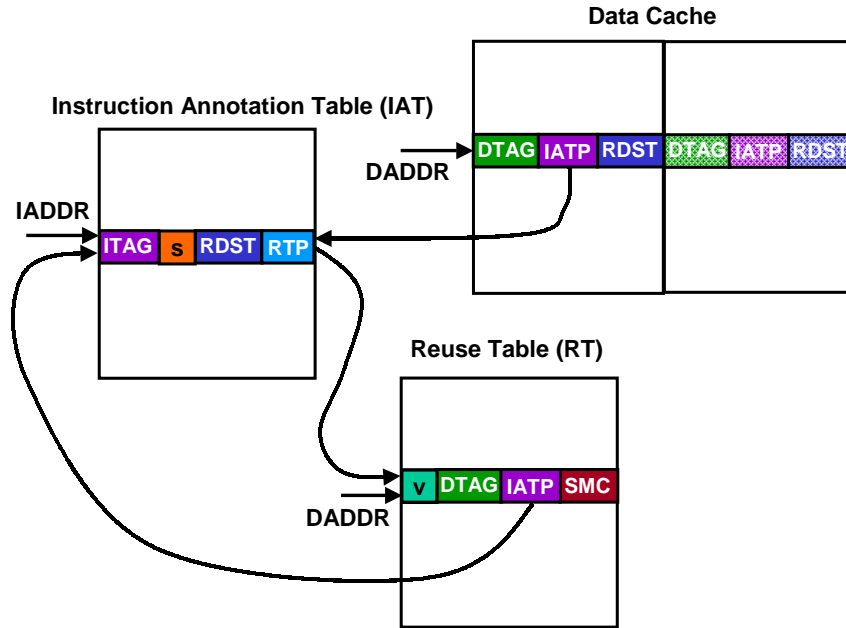 Data Cache
Instruction Annotation Table (IAT)
DADDR
DTAG IATP RDST DTAG IATP RDST
IADDR
ITAG s RDST RTP
Reuse Table (RT)
v DTAG IATP SMC
DADDR